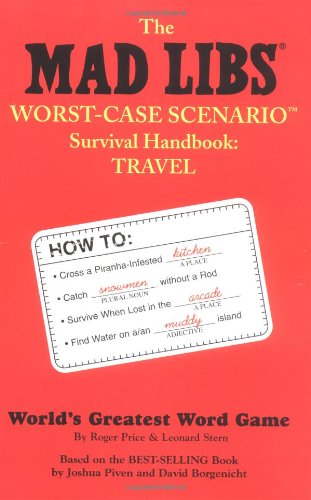 The
MAD LIBS®
WORST-CASE SCENARIO™
Survival Handbook:
TRAVEL
HOW TO:
• Cross a Piranha-Infested kitchen
A PLACE
• Catch snowmen without a Rod
PLURAL NOUN
• Survive When Lost in the arcade
A PLACE
• Find Water on a/an muddy island
ADJECTIVE
World's Greatest Word Game
By Roger Price & Leonard Stern
Based on the BEST-SELLING Book
by Joshua Piven and David Borgenicht